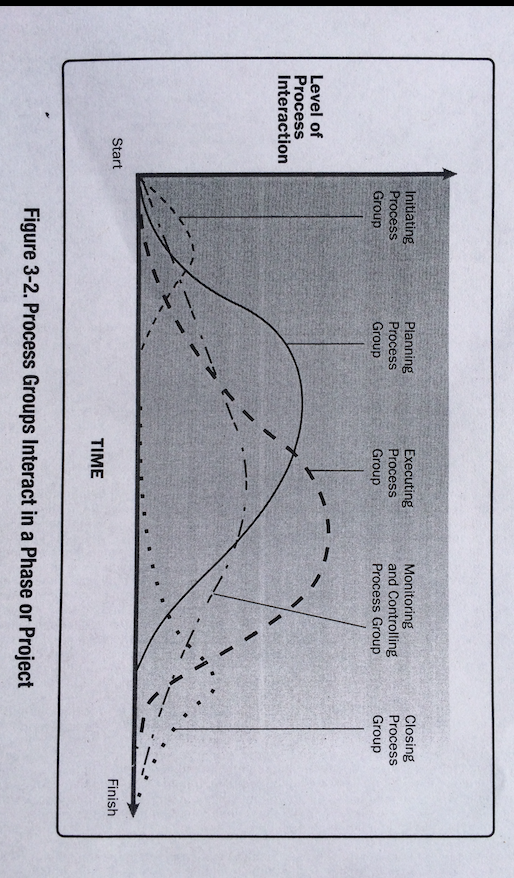 Level of
Process
Interaction
Initiating
Process
Group
Planning
Process
Group
Executing
Process
Group
Monitoring
and Controlling
Process Group
Closing
Process
Group
Start
TIME
Finish
Figure 3-2. Process Groups Interact in a Phase or Project